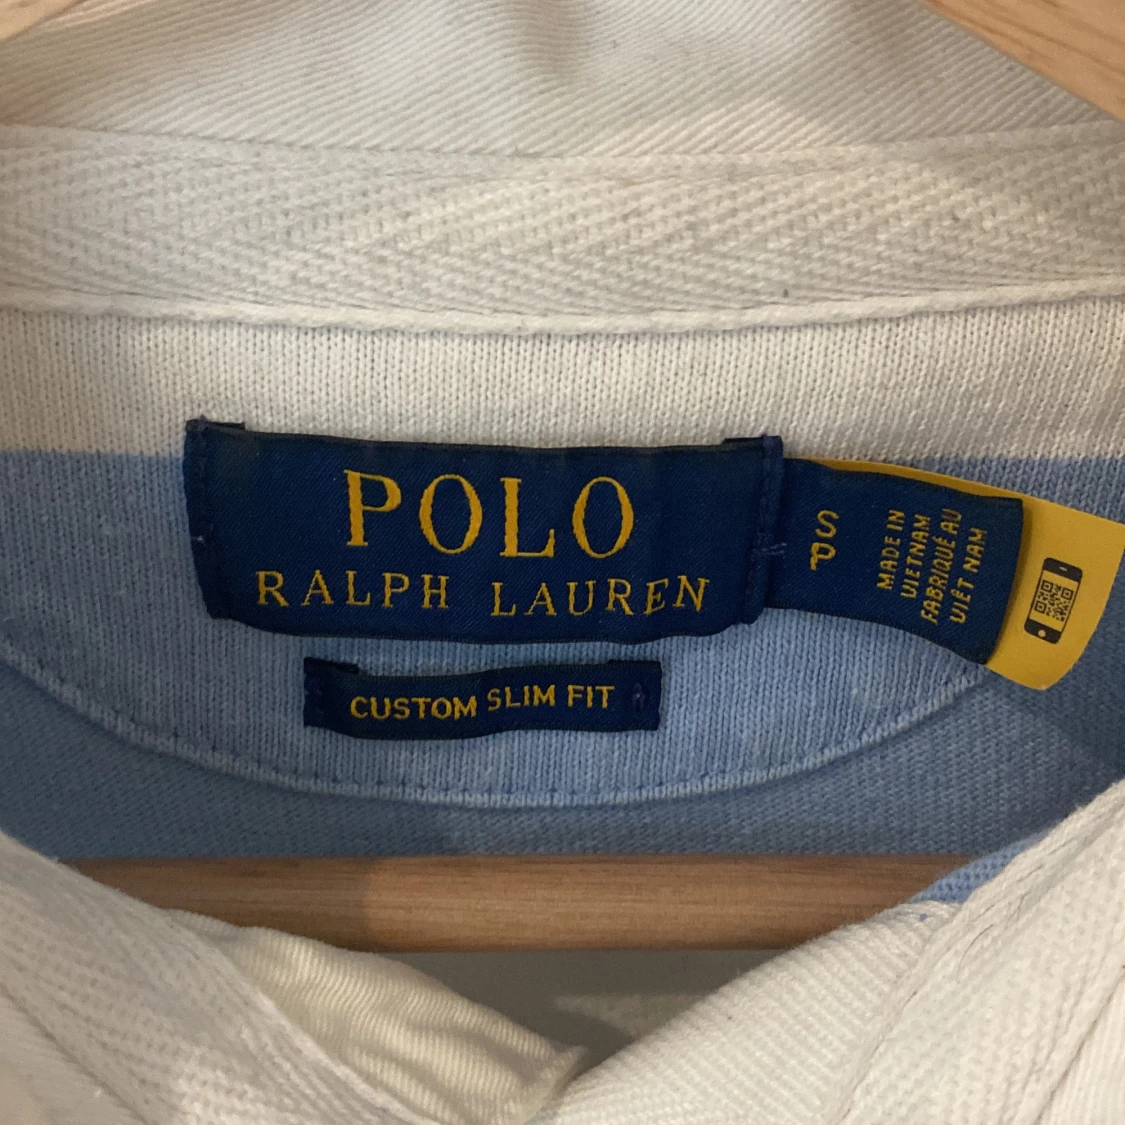 POLO
RALPH LAUREN
CUSTOM SLIM FIT
S
P
MADE IN
VIETNAM
FABRIQUÉ AU
VIÊT NAM